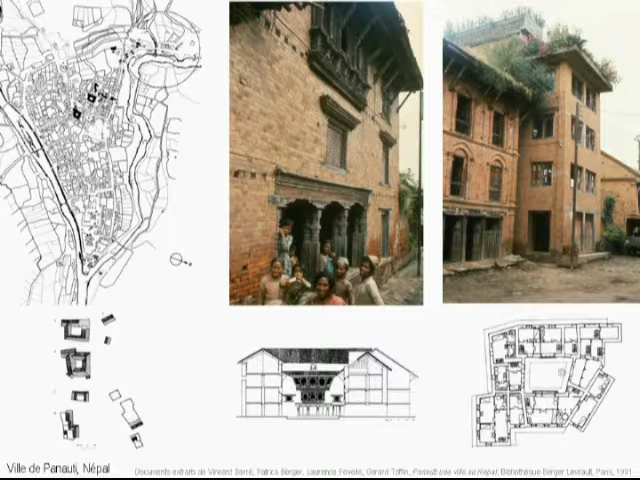 Ville de Panauti, Népal
Documents extraits de Vincent Barré, Patrick Berger, Laurence Feveile, Gerard Toffin, Panauti une ville au Népal, Bibliothèque Berger Levrault, Paris, 1981